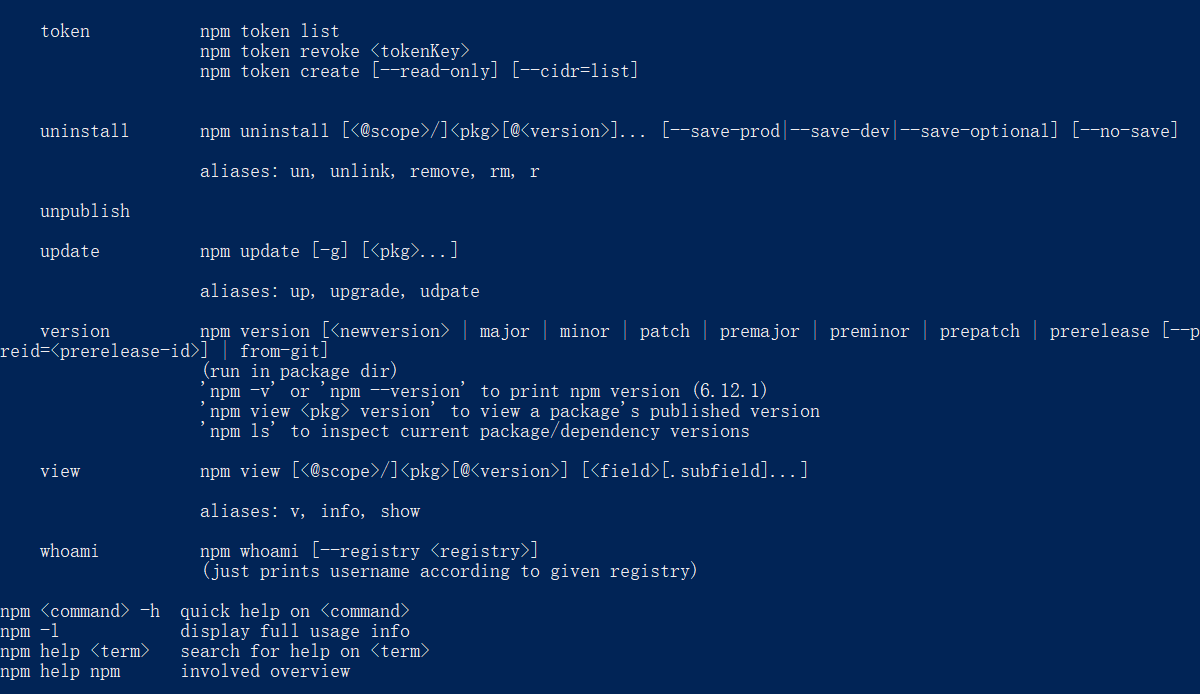 token           npm token list
                npm token revoke <tokenKey>
                npm token create [--read-only] [--cidr=list]
uninstall       npm uninstall [<@scope>/]<pkg>[@<version>]... [--save-prod|--save-dev|--save-optional] [--no-save]
                aliases: un, unlink, remove, rm, r
unpublish
update          npm update [-g] [<pkg>...]
                aliases: up, upgrade, udpate
version         npm version [<newversion> | major | minor | patch | premajor | preminor | prepatch | prerelease [--p
reid=<prerelease-id>] | from-git]
                (run in package dir)
                'npm -v' or 'npm --version' to print npm version (6.12.1)
                'npm view <pkg> version' to view a package's published version
                'npm ls' to inspect current package/dependency versions
view            npm view [<@scope>/]<pkg>[@<version>] [<field>[.subfield]...]
                aliases: v, info, show
whoami          npm whoami [--registry <registry>]
                (just prints username according to given registry)
npm <command> -h  quick help on <command>
npm -l            display full usage info
npm help <term>   search for help on <term>
npm help npm      involved overview